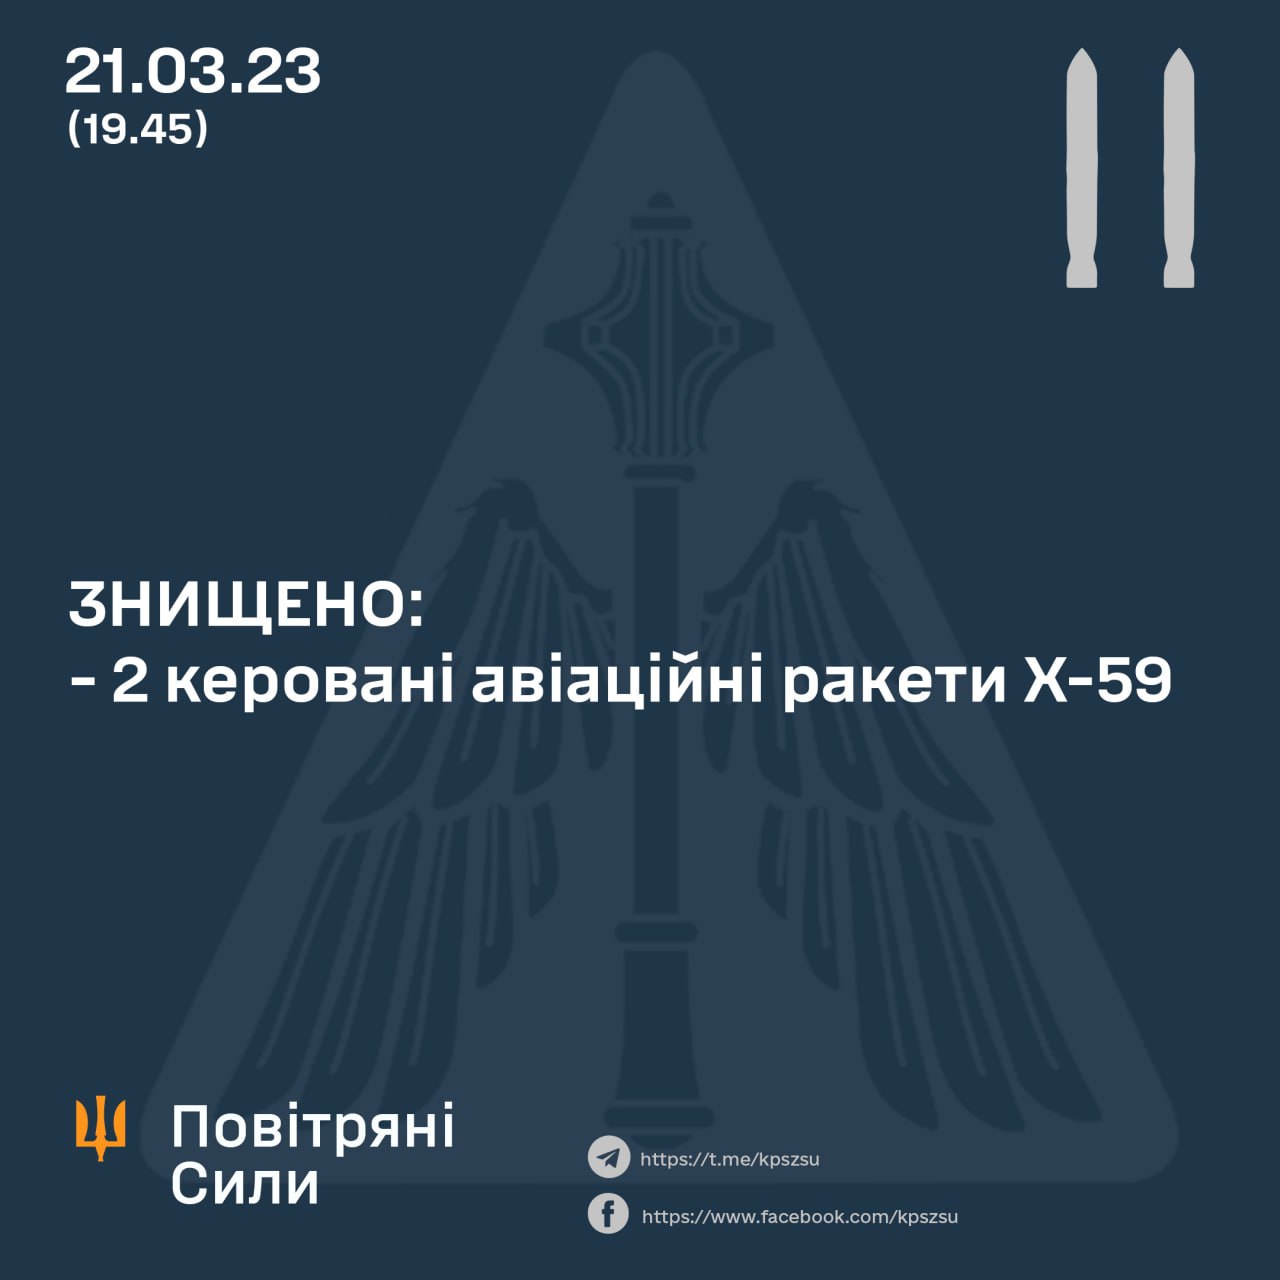 21.03.23
(19.45)
ЗНИЩЕНО:
- 2 керовані авіаційні ракети Х-59
Повітряні
Сили
https://t.me/kpszsu
https://www.facebook.com/kpszsu